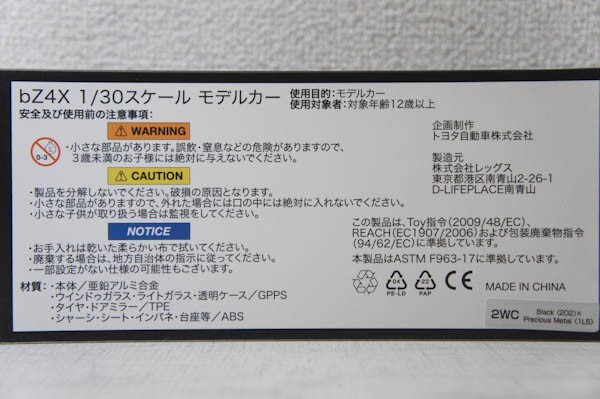 bZ4X 1/30スケール モデルカー
使用目的:モデルカー
使用対象者:対象年齢12歳以上
安全及び使用前の注意事項:
⚠ WARNING
0-3
・小さな部品があります。誤飲・窒息などの危険がありますので
3歳未満のお子様には絶対に与えないでください。
⚠ CAUTION
・製品を分解しないでください。破損の原因となります。
・小さな部品がありますので、外れた場合には口の中には絶対に入れないでください。
・小さな子供が取り扱う場合は監視をしてください。
NOTICE
・お手入れは乾いた柔らかい布で拭いてください。
・廃棄する場合は、地方自治体の指示に従ってください。
・一部設定がない仕様の可能性もございます。
材質:・本体/亜鉛アルミ合金
・ウインドゥガラス・ライトガラス・透明ケース/GPPS
・タイヤ・ドアミラー/TPE
・シャーシ・シート・インパネ・台座等/ABS
企画制作
トヨタ自動車株式会社
製造元
株式会社レッグス
東京都港区南青山2-26-1
D-LIFEPLACE南青山
この製品は、Toy指令(2009/48/EC)、
REACH(EC1907/2006)および包装廃棄物指令
(94/62/EC)に準拠しています。
本製品はASTM F963-17に準拠しています。
04
PE-LD
22
PAP
CE
MADE IN CHINA
2WC
Black (202)×
Precious Metal (1L5)